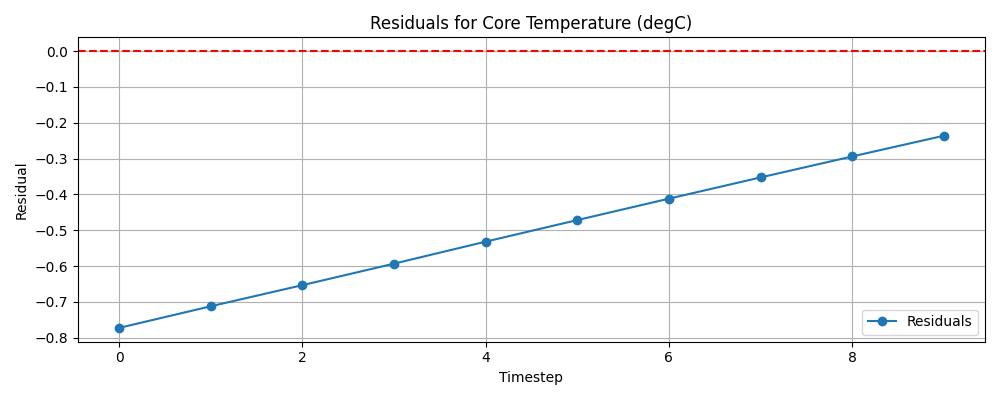 Residuals for Core Temperature (degC)
Residual
0.0
−0.1
−0.2
−0.3
−0.4
−0.5
−0.6
−0.7
−0.8
Residuals
0 2 4 6 8
Timestep